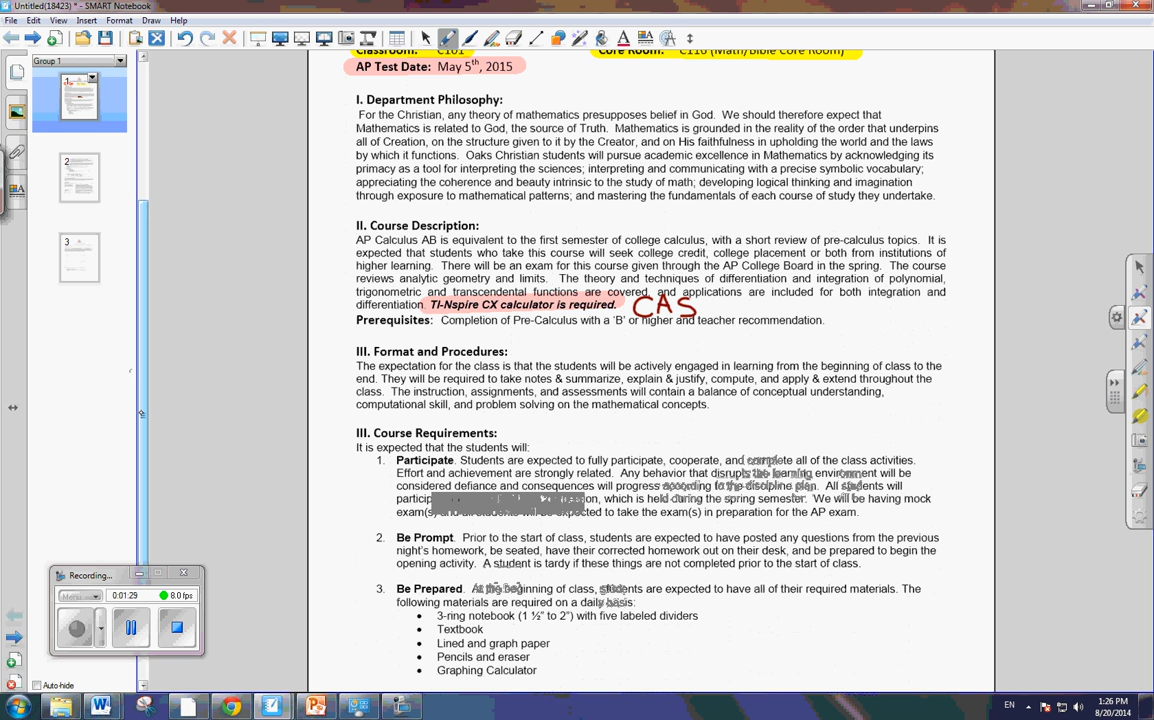 Untitled(18423) * - SMART Notebook
File Edit View Insert Format Draw Help
Group 1
1
2
3
Classroom: C101 Core Room: C110 (Math/Bible Core Room)
AP Test Date: May 5th, 2015
I. Department Philosophy:
For the Christian, any theory of mathematics presupposes belief in God. We should therefore expect that
Mathematics is related to God, the source of Truth. Mathematics is grounded in the reality of the order that underpins
all of Creation, on the structure given to it by the Creator, and on His faithfulness in upholding the world and the laws
by which it functions. Oaks Christian students will pursue academic excellence in Mathematics by acknowledging its
primacy as a tool for interpreting the sciences; interpreting and communicating with a precise symbolic vocabulary;
appreciating the coherence and beauty intrinsic to the study of math; developing logical thinking and imagination
through exposure to mathematical patterns; and mastering the fundamentals of each course of study they undertake.
II. Course Description:
AP Calculus AB is equivalent to the first semester of college calculus, with a short review of pre-calculus topics. It is
expected that students who take this course will seek college credit, college placement or both from institutions of
higher learning. There will be an exam for this course given through the AP College Board in the spring. The course
reviews analytic geometry and limits. The theory and techniques of differentiation and integration of polynomial,
trigonometric and transcendental functions are covered, and applications are included for both integration and
differentiation. TI-Nspire CX calculator is required. CAS
Prerequisites: Completion of Pre-Calculus with a ‘B’ or higher and teacher recommendation.
III. Format and Procedures:
The expectation for the class is that the students will be actively engaged in learning from the beginning of class to the
end. They will be required to take notes & summarize, explain & justify, compute, and apply & extend throughout the
class. The instruction, assignments, and assessments will contain a balance of conceptual understanding,
computational skill, and problem solving on the mathematical concepts.
III. Course Requirements:
It is expected that the students will:
1. Participate. Students are expected to fully participate, cooperate, and complete all of the class activities.
Effort and achievement are strongly related. Any behavior that disrupts the learning environment will be
considered defiance and consequences will progress according to the discipline plan. All students will
particip on, which is held during the spring semester. We will be having mock
exam(s) and all students will be expected to take the exam(s) in preparation for the AP exam.
2. Be Prompt. Prior to the start of class, students are expected to have posted any questions from the previous
night’s homework, be seated, have their corrected homework out on their desk, and be prepared to begin the
opening activity. A student is tardy if these things are not completed prior to the start of class.
3. Be Prepared. At the beginning of class, students are expected to have all of their required materials. The
following materials are required on a daily basis:
• 3-ring notebook (1 ½” to 2”) with five labeled dividers
• Textbook
• Lined and graph paper
• Pencils and eraser
• Graphing Calculator
Recording...
Menu 0:01:29 8.0 fps
Auto-hide
EN 1:26 PM
8/20/2014